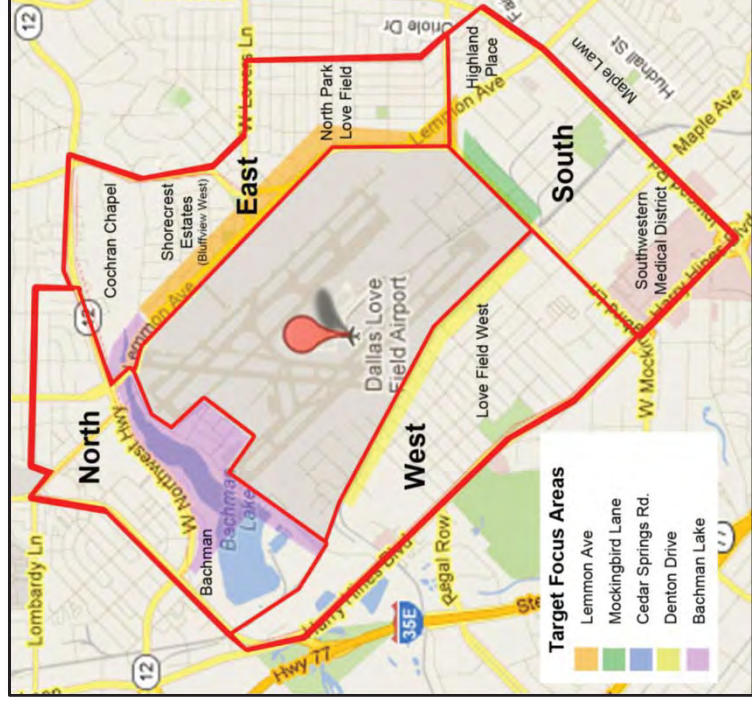 12
Lombardy Ln
North
W Northwest Hwy
12
Cochran Chapel
Shorecrest
Estates
(Bluffview West)
East
W Lovers Ln
North Park
Love Field
Oriole Dr
Highland
Place
Lemmon Ave
Lemmon Ave
Bachman
Bachman
Lake
12
Dallas Love
Field Airport
West
Love Field West
South
Maple Lawn
Hudnall St
Maple Ave
Inwood Rd
Southwestern
Medical District
Harry Hines Blvd
W Mockingbird Ln
Harry Hines Blvd
Regal Row
Hwy 77
35E
77
Target Focus Areas
Lemmon Ave
Mockingbird Lane
Cedar Springs Rd.
Denton Drive
Bachman Lake